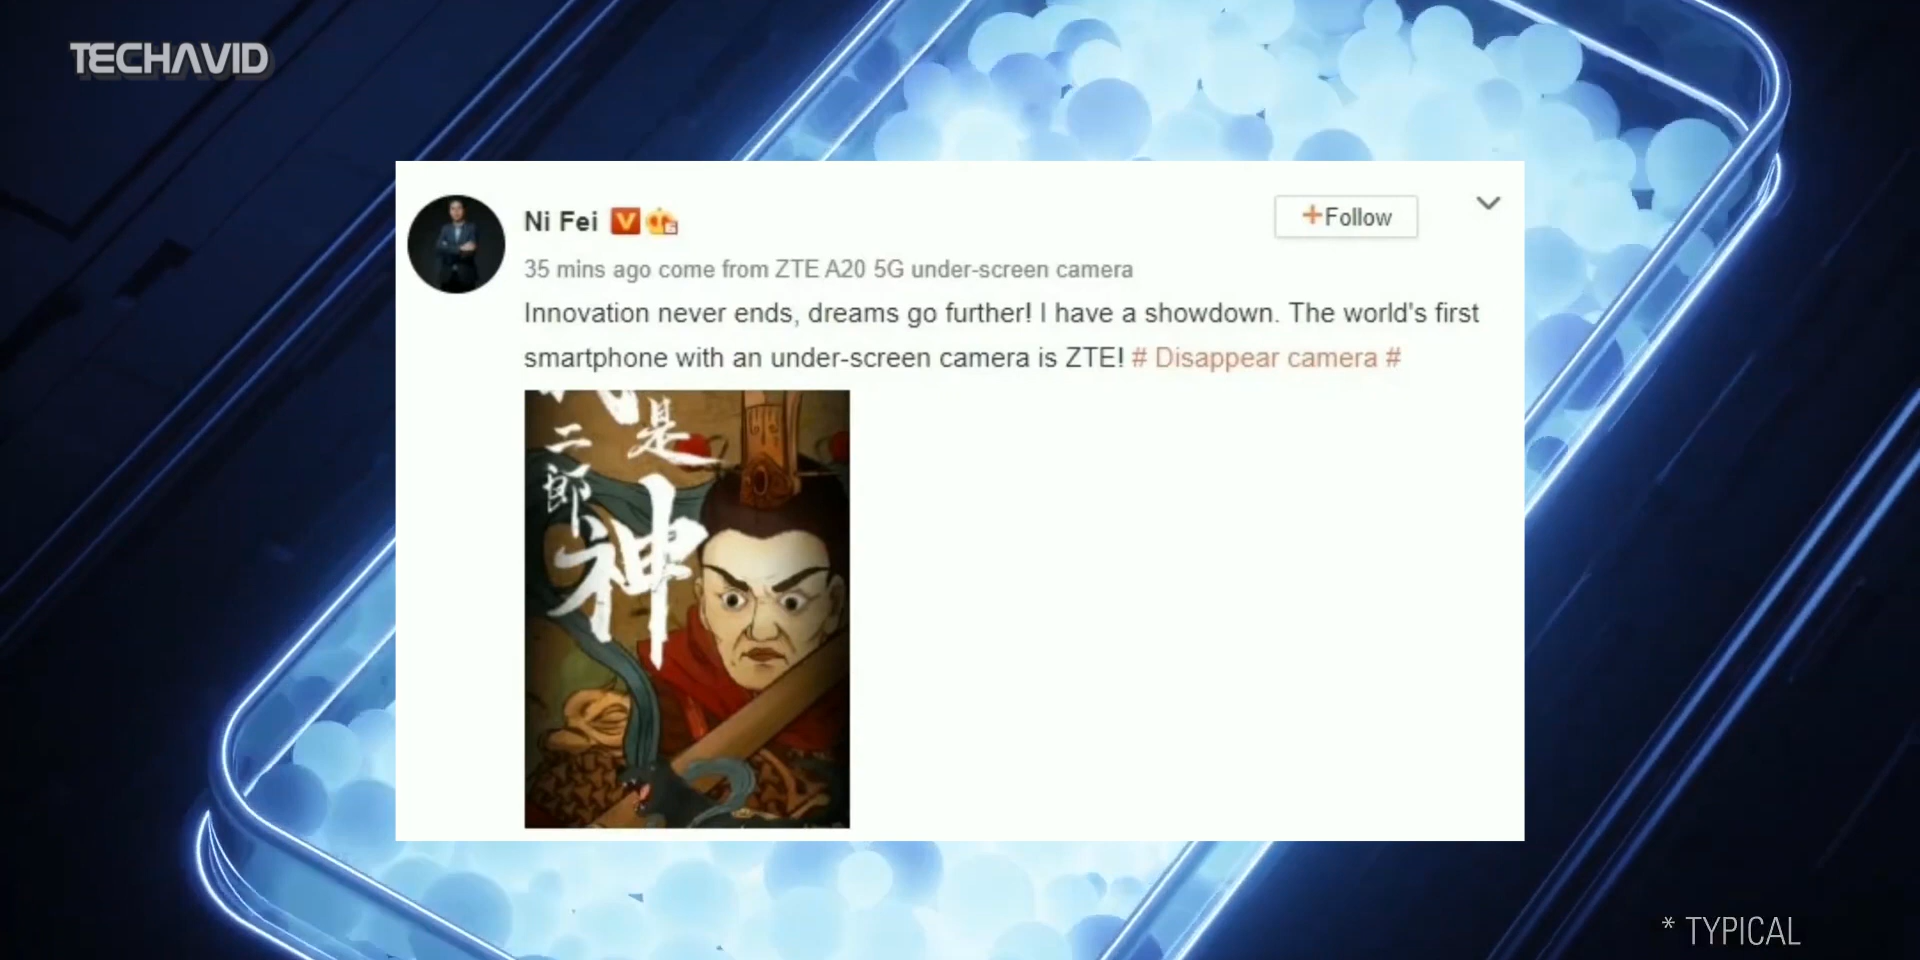 TECHAVID
Ni Fei
+Follow
35 mins ago come from ZTE A20 5G under-screen camera
Innovation never ends, dreams go further! I have a showdown. The world's first
smartphone with an under-screen camera is ZTE! # Disappear camera #
是
二郎
神
* TYPICAL